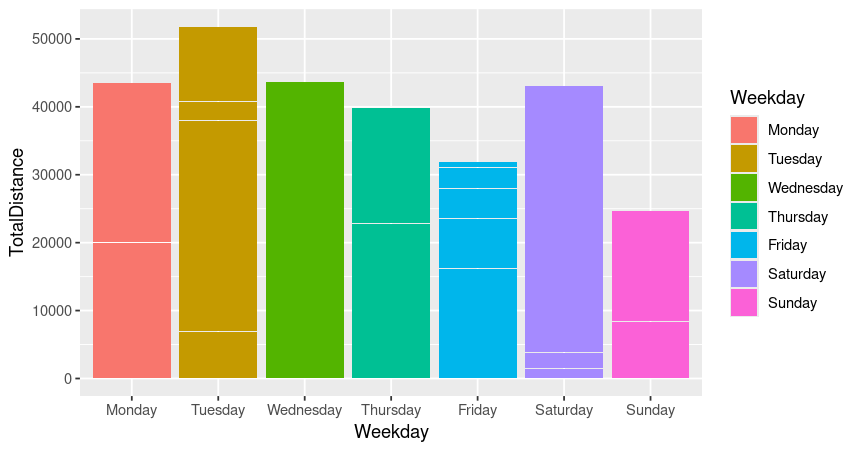 TotalDistance
50000
40000
30000
20000
10000
0
Monday Tuesday Wednesday Thursday Friday Saturday Sunday
Weekday
Weekday
Monday
Tuesday
Wednesday
Thursday
Friday
Saturday
Sunday